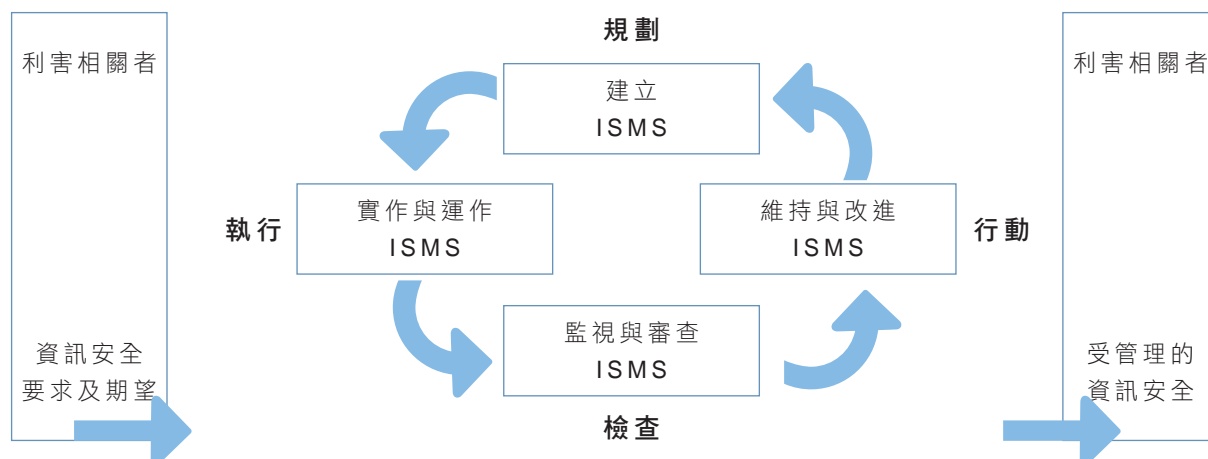 利害相關者
資訊安全
要求及期望
規劃
建立
ISMS
執行
實作與運作
ISMS
維持與改進
ISMS
行動
監視與審查
ISMS
檢查
利害相關者
受管理的
資訊安全